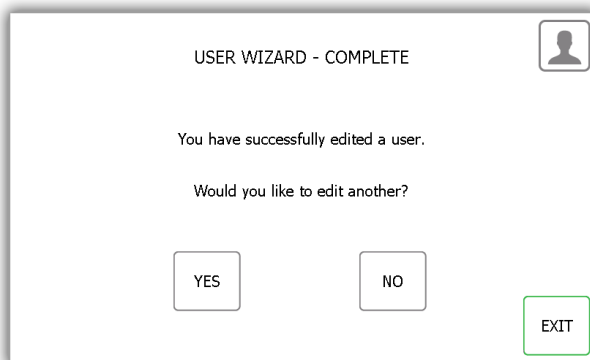 USER WIZARD - COMPLETE
You have successfully edited a user.
Would you like to edit another?
YES
NO
EXIT